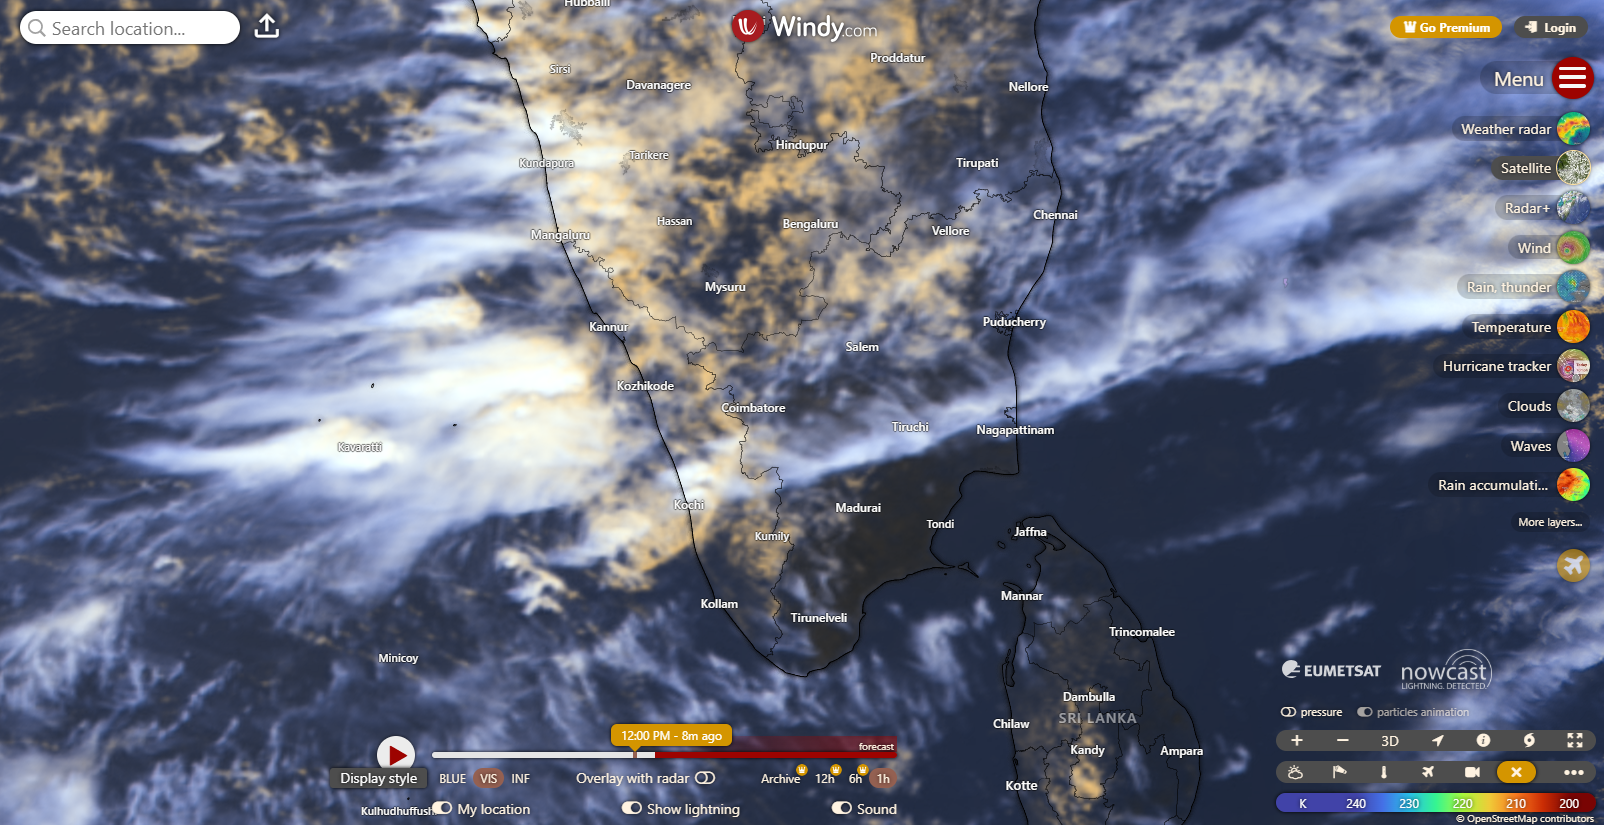 Hubballi
Search location...
Windy.com
Go Premium
Login
Sirsi
Davanagere
Proddatur
Nellore
Menu
Weather radar
Hindupur
Kundapura
Tarikere
Tirupati
Satellite
Radar+
Hassan
Bengaluru
Chennai
Mangaluru
Vellore
Wind
Mysuru
Rain, thunder
Kannur
Puducherry
Temperature
Salem
Hurricane tracker
Kozhikode
Coimbatore
Clouds
Tiruchi
Nagapattinam
Kavaratti
Waves
Rain accumulati...
Kochi
Madurai
Tondi
More layers...
Kumily
Jaffna
Mannar
Kollam
Tirunelveli
Trincomalee
Minicoy
EUMETSAT
nowcast
LIGHTNING. DETECTED.
Dambulla
pressure
particles animation
SRI LANKA
Chilaw
12:00 PM - 8m ago
forecast
3D
Kandy
Ampara
Display style
BLUE
VIS
INF
Overlay with radar
Archive
12h
6h
1h
Kotte
Kulhudhuffush
My location
Show lightning
Sound
K 240 230 220 210 200
© OpenStreetMap contributors